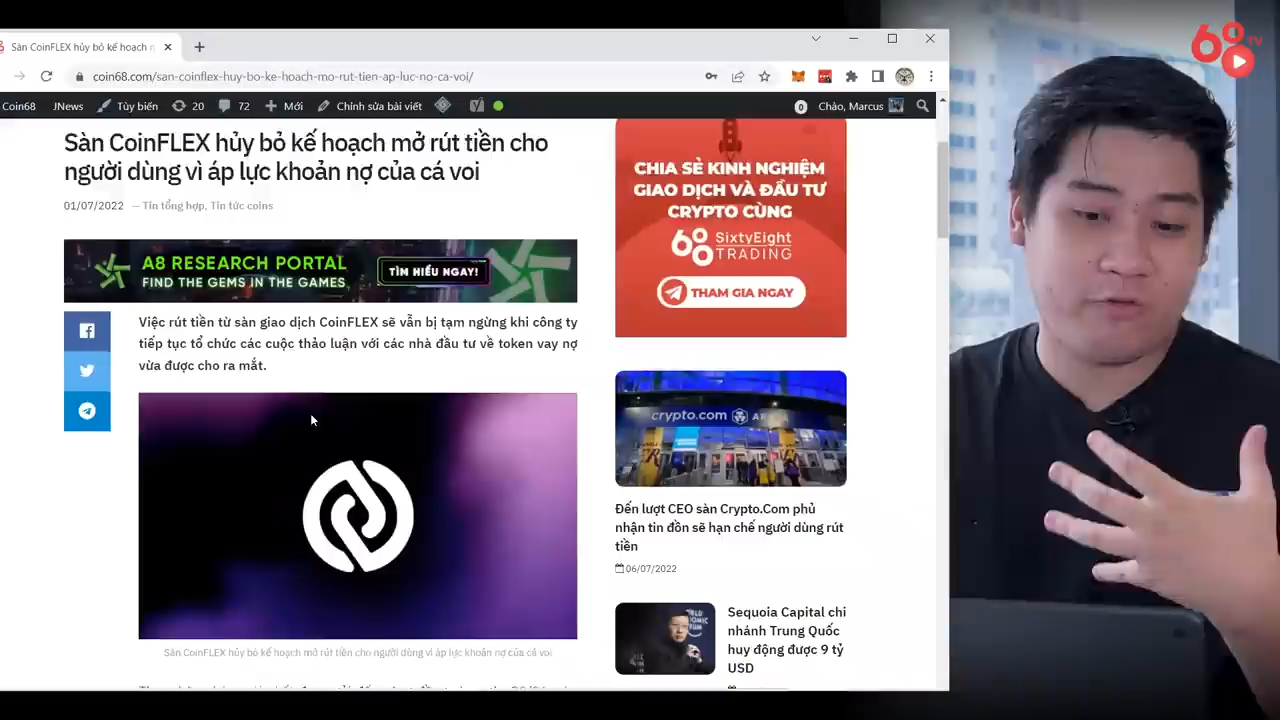 Sàn CoinFLEX hủy bỏ kế hoạch
coin68.com/san-coinflex-huy-bo-ke-hoach-mo-rut-tien-ap-luc-no-ca-voi/
Coin68 JNews Tùy biến 20 72 Mới Chỉnh sửa bài viết 0 Chào, Marcus
Sàn CoinFLEX hủy bỏ kế hoạch mở rút tiền cho
người dùng vì áp lực khoản nợ của cá voi
01/07/2022 — Tin tổng hợp, Tin tức coins
A8 RESEARCH PORTAL
FIND THE GEMS IN THE GAMES
TÌM HIỂU NGAY!
Việc rút tiền từ sàn giao dịch CoinFLEX sẽ vẫn bị tạm ngừng khi công ty
tiếp tục tổ chức các cuộc thảo luận với các nhà đầu tư về token vay nợ
vừa được cho ra mắt.
Sàn CoinFLEX hủy bỏ kế hoạch mở rút tiền cho người dùng vì áp lực khoản nợ của cá voi
CHIA SẺ KINH NGHIỆM
GIAO DỊCH VÀ ĐẦU TƯ
CRYPTO CÙNG
68 SixtyEight
TRADING
THAM GIA NGAY
crypto.com
Đến lượt CEO sàn Crypto.Com phủ
nhận tin đồn sẽ hạn chế người dùng rút
tiền
06/07/2022
Sequoia Capital chi
nhánh Trung Quốc
huy động được 9 tỷ
USD
68 TV